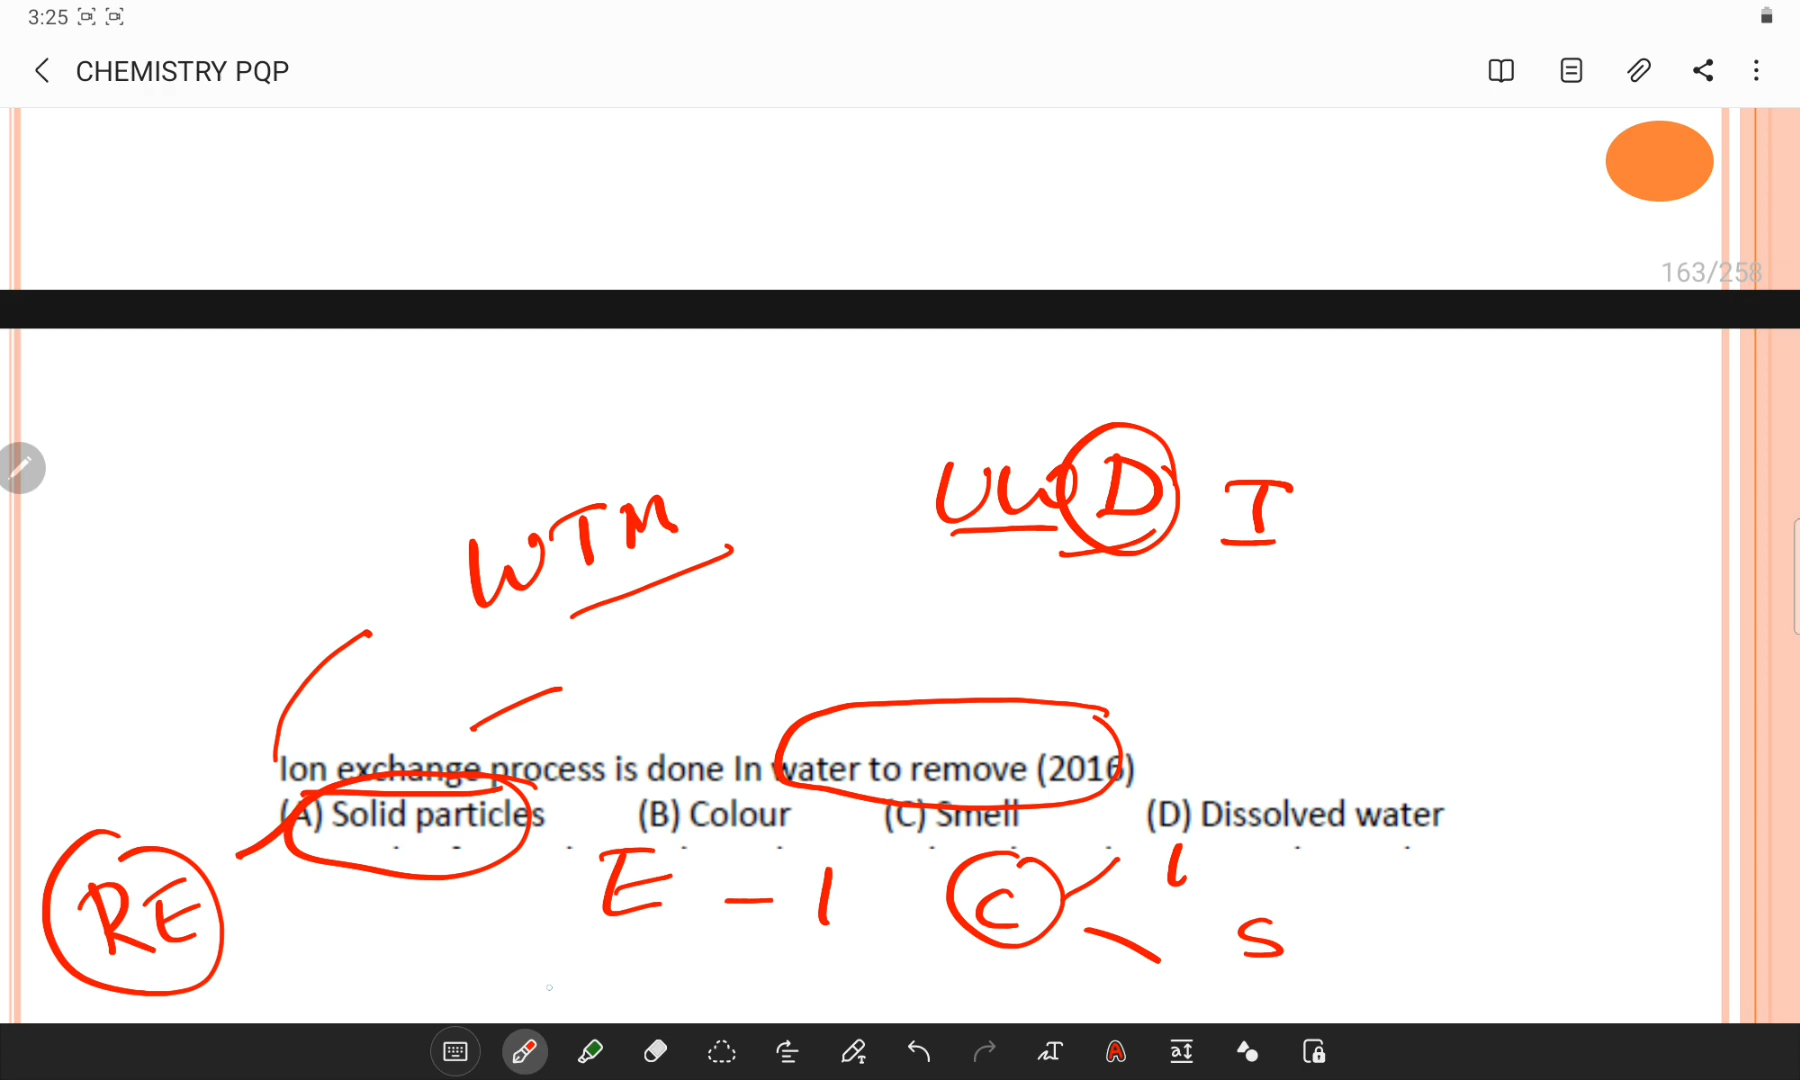 3:25
CHEMISTRY PQP
163/258
UWD I
WTM
Ion exchange process is done In water to remove (2016)
(A) Solid particles (B) Colour (C) Smell (D) Dissolved water
RE E - 1 C
S